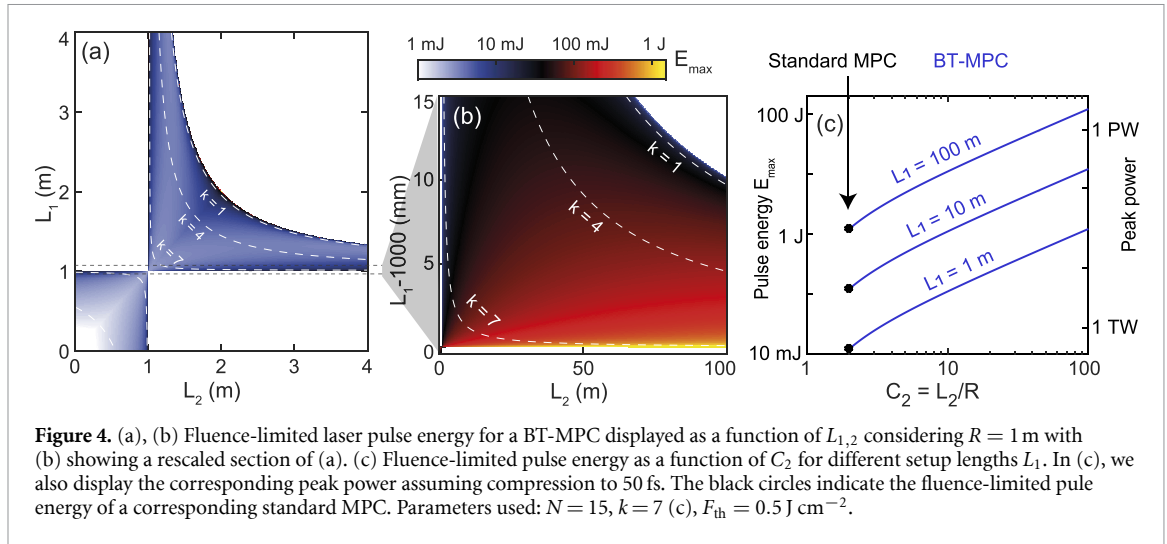 (a)
4
3
2
1
0
L₁ (m)
k = 1
k = 4
k = 7
0 1 2 3 4
L₂ (m)
1 mJ 10 mJ 100 mJ 1 J
E_max
(b)
15
10
5
0
L₁-1000 (mm)
k = 1
k = 4
k = 7
50 100
L₂ (m)
Standard MPC BT-MPC
(c)
100 J
1 J
10 mJ
Pulse energy E_max
L₁ = 100 m
L₁ = 10 m
L₁ = 1 m
1 PW
1 TW
Peak power
1 10 100
C₂ = L₂/R
Figure 4. (a), (b) Fluence-limited laser pulse energy for a BT-MPC displayed as a function of L₁,₂ considering R = 1 m with
(b) showing a rescaled section of (a). (c) Fluence-limited pulse energy as a function of C₂ for different setup lengths L₁. In (c), we
also display the corresponding peak power assuming compression to 50 fs. The black circles indicate the fluence-limited pule
energy of a corresponding standard MPC. Parameters used: N = 15, k = 7 (c), F_th = 0.5 J cm⁻².